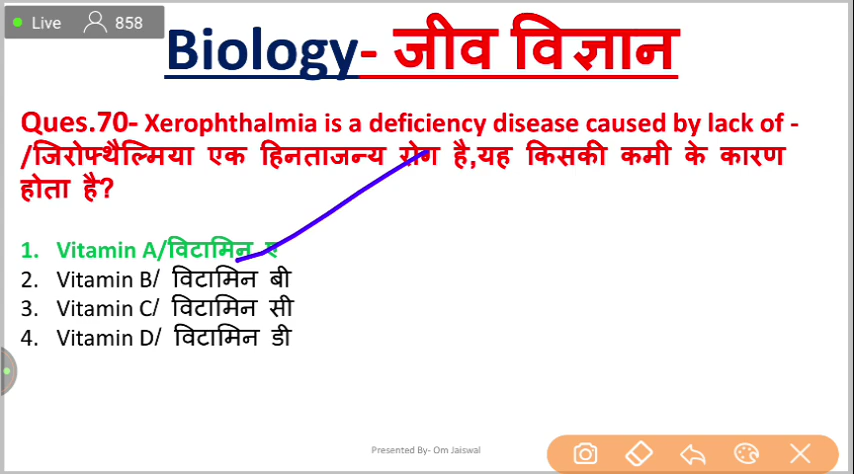 Live 858
Biology- जीव विज्ञान
Ques.70- Xerophthalmia is a deficiency disease caused by lack of -
/जिरोफ्थैल्मिया एक हिनताजन्य रोग है,यह किसकी कमी के कारण
होता है?
1. Vitamin A/विटामिन ए
2. Vitamin B/ विटामिन बी
3. Vitamin C/ विटामिन सी
4. Vitamin D/ विटामिन डी
Presented By- Om Jaiswal